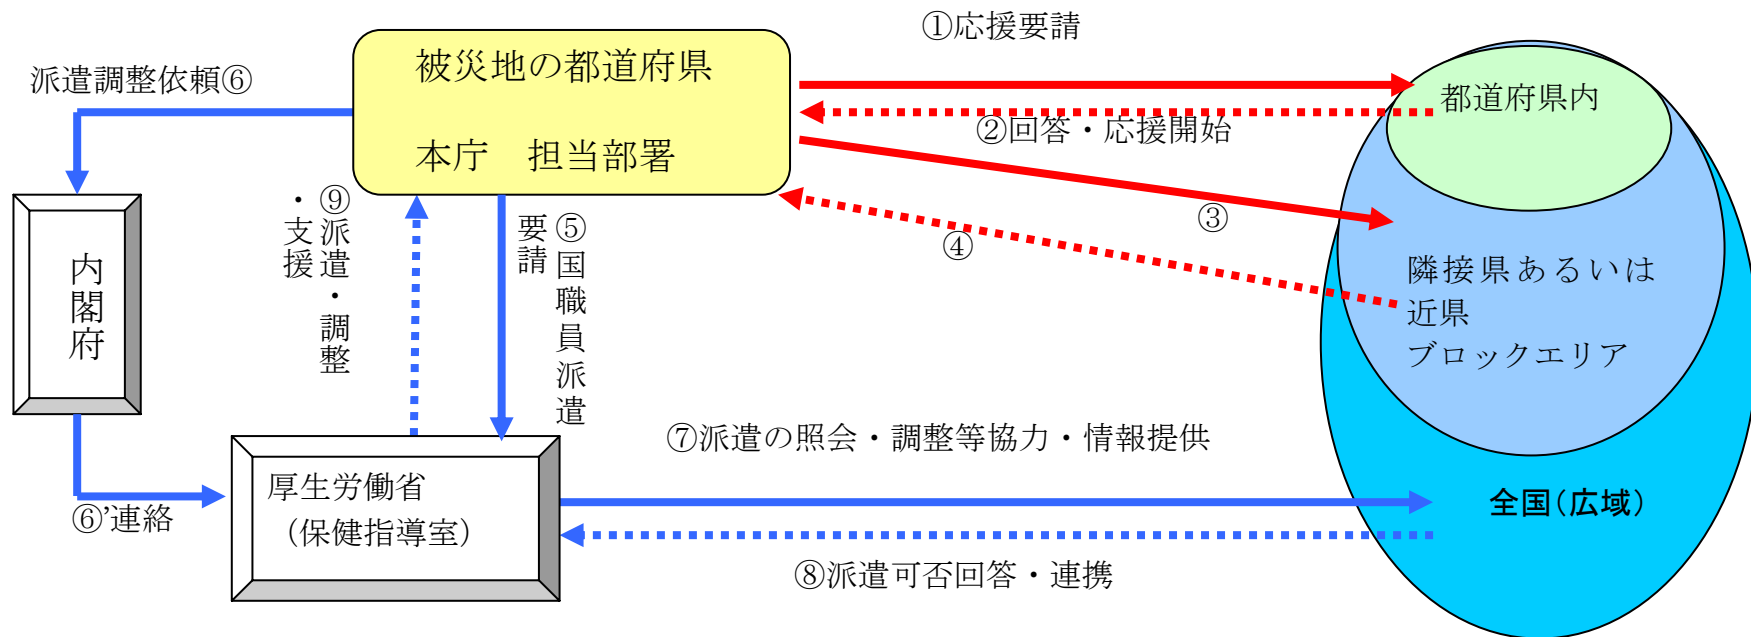 ①応援要請
被災地の都道府県
本庁　担当部署
派遣調整依頼⑥
都道府県内
②回答・応援開始
③
④
⑨派遣・調整
・支援
⑤国職員派遣
要請
内閣府
隣接県あるいは
近県
ブロックエリア
⑦派遣の照会・調整等協力・情報提供
厚生労働省
（保健指導室）
⑥’連絡
全国（広域）
⑧派遣可否回答・連携